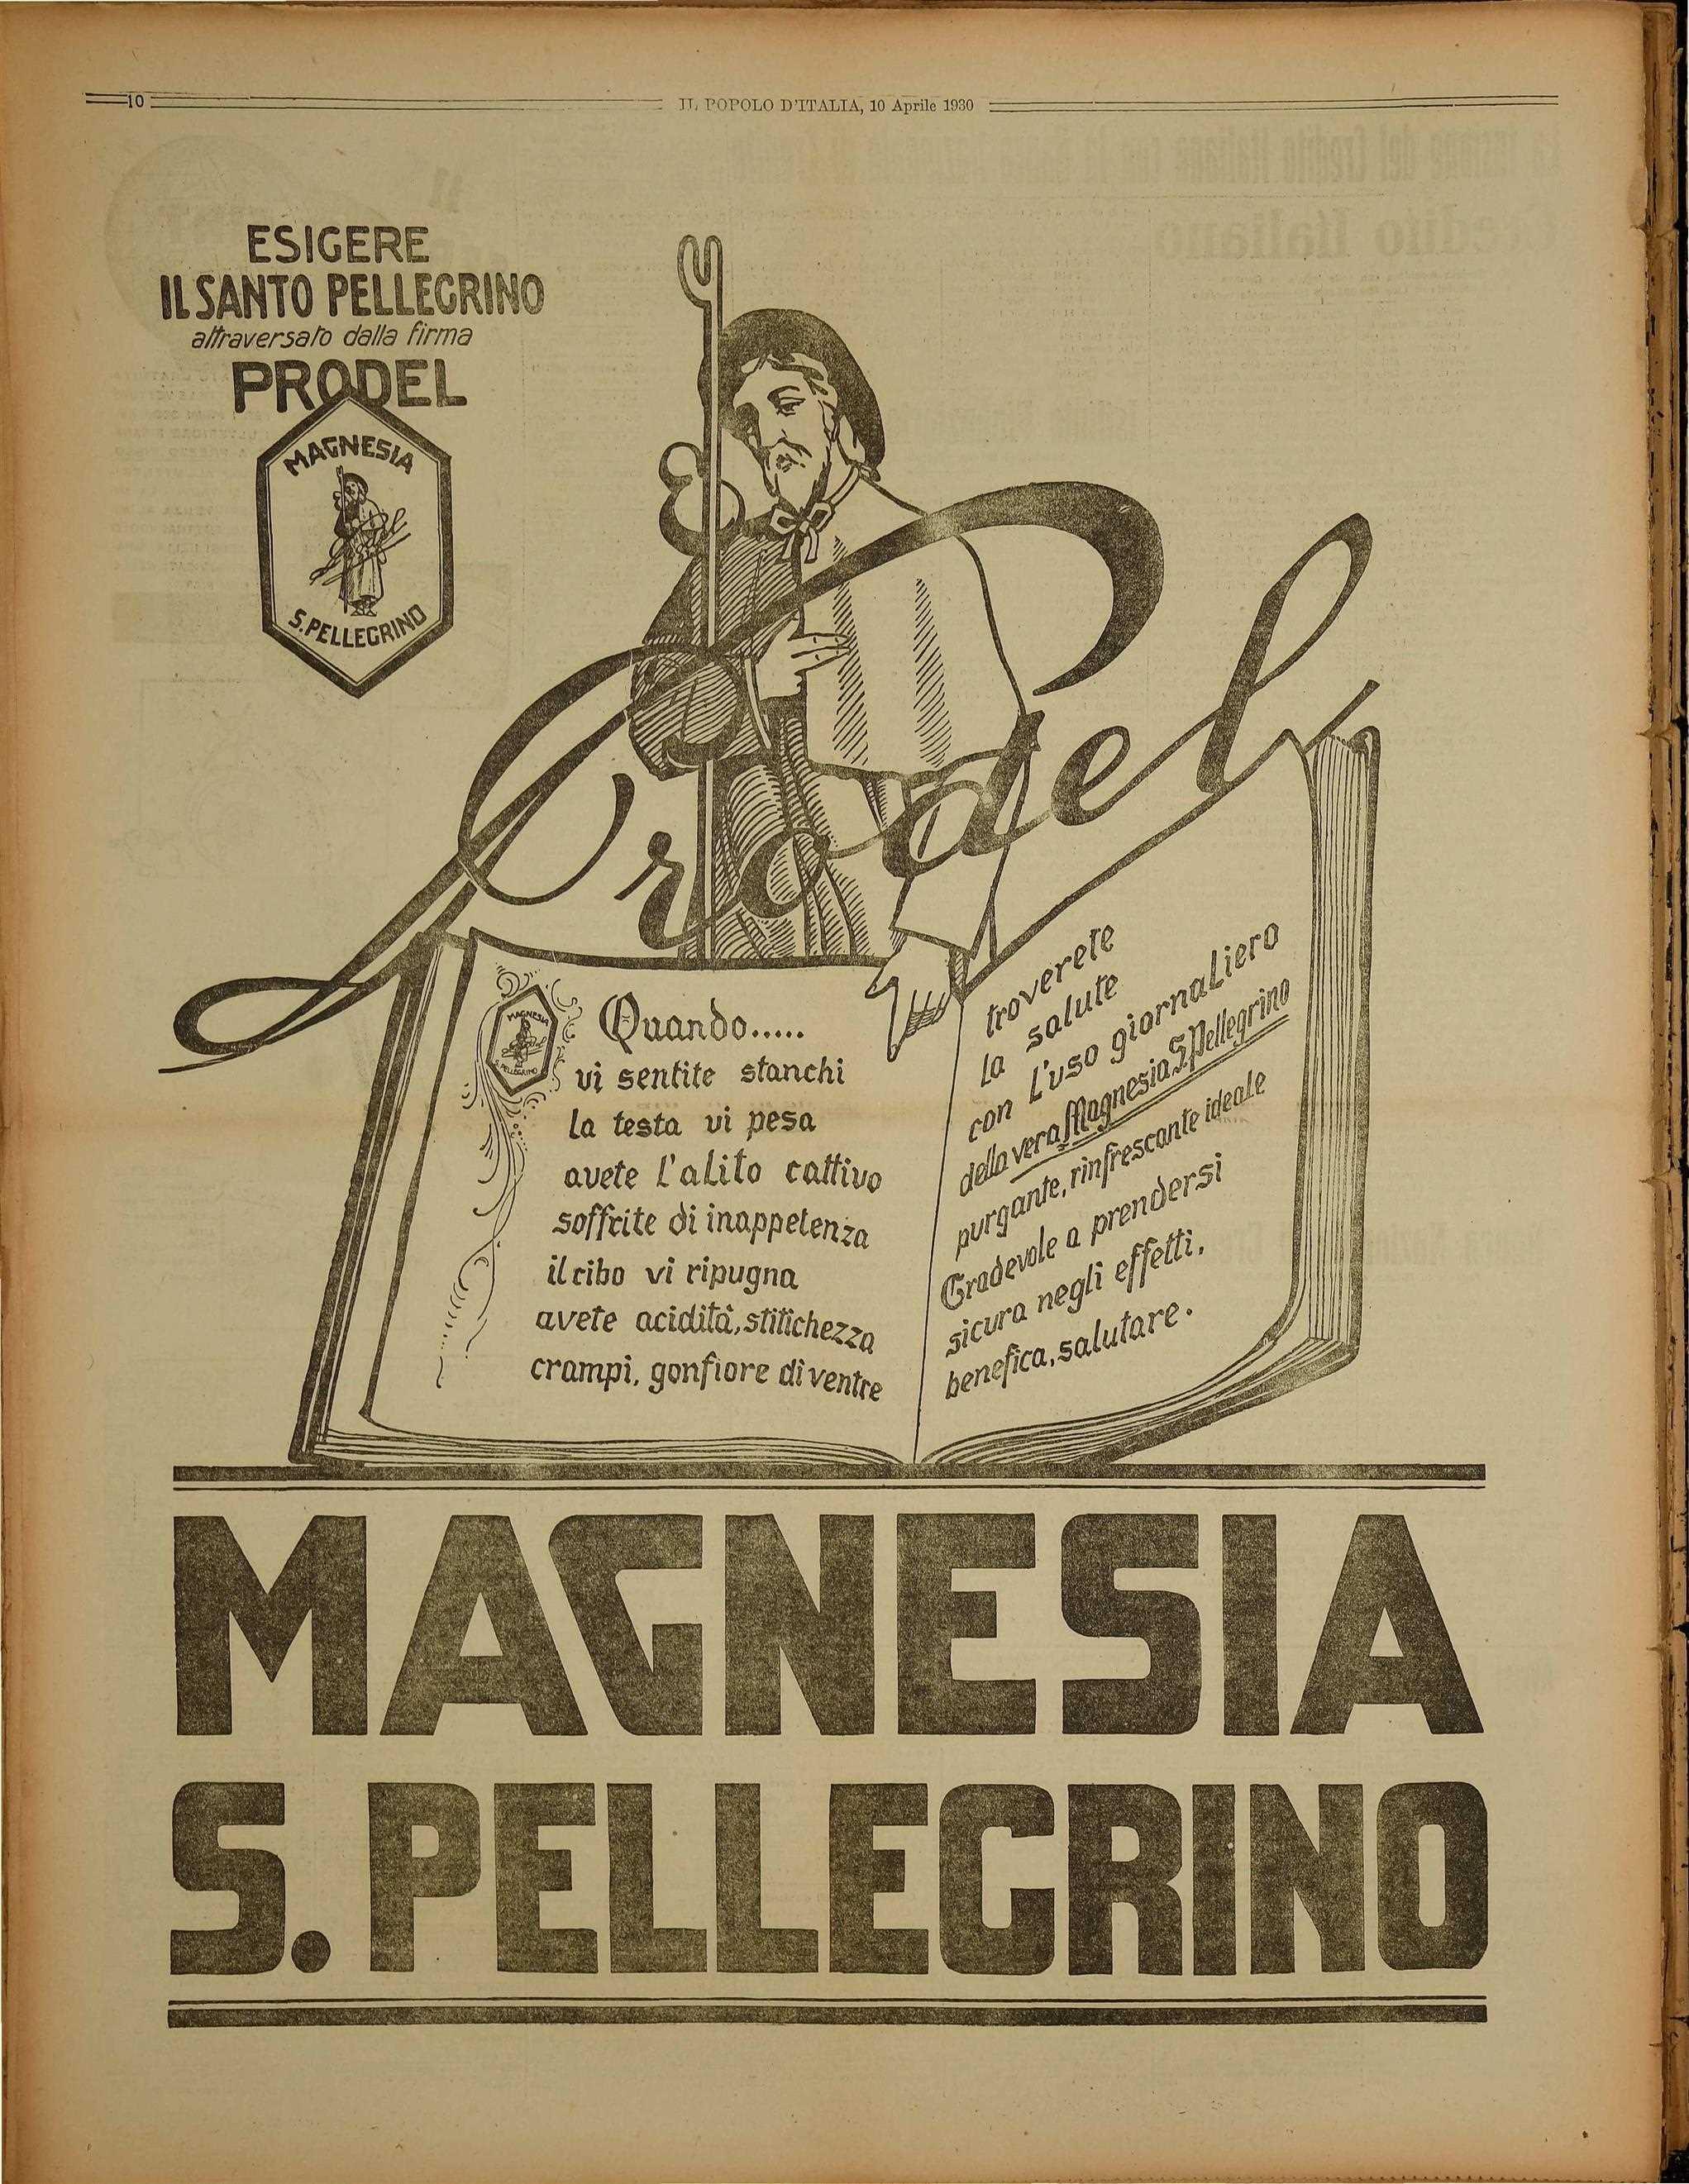 10
IL POPOLO D'ITALIA, 10 Aprile 1930
ESIGERE
IL SANTO PELLEGRINO
attraversato dalla firma
PRODEL
MAGNESIA
S. PELLEGRINO
Prodel
MAGNESIA
S. PELLEGRINO
Quando.....
vi sentite stanchi
la testa vi pesa
avete l'alito cattivo
soffrite di inappetenza
il cibo vi ripugna
avete acidità, stitichezza
crampi, gonfiore di ventre
troverete
la salute
con l'uso giornaliero
della vera Magnesia S. Pellegrino
purgante, rinfrescante ideale
Gradevole a prendersi
sicura negli effetti,
benefica, salutare.
MAGNESIA
S. PELLEGRINO